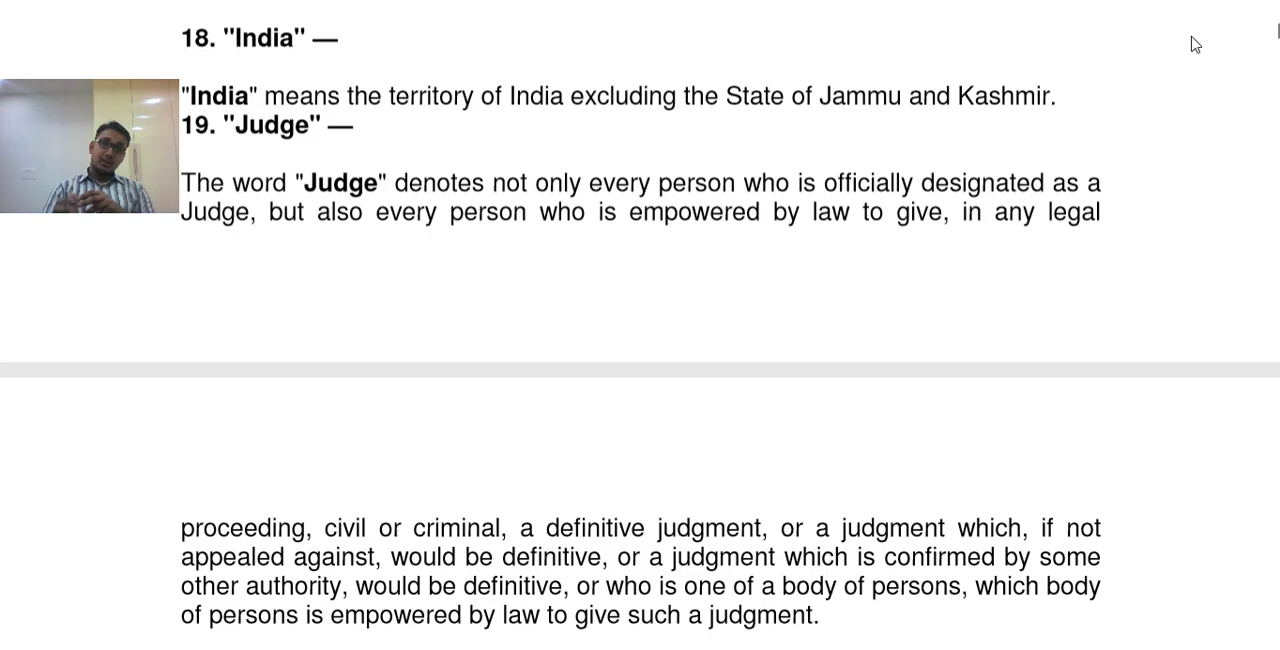 18. "India" —
"India" means the territory of India excluding the State of Jammu and Kashmir.
19. "Judge" —
The word "Judge" denotes not only every person who is officially designated as a
Judge, but also every person who is empowered by law to give, in any legal
proceeding, civil or criminal, a definitive judgment, or a judgment which, if not
appealed against, would be definitive, or a judgment which is confirmed by some
other authority, would be definitive, or who is one of a body of persons, which body
of persons is empowered by law to give such a judgment.